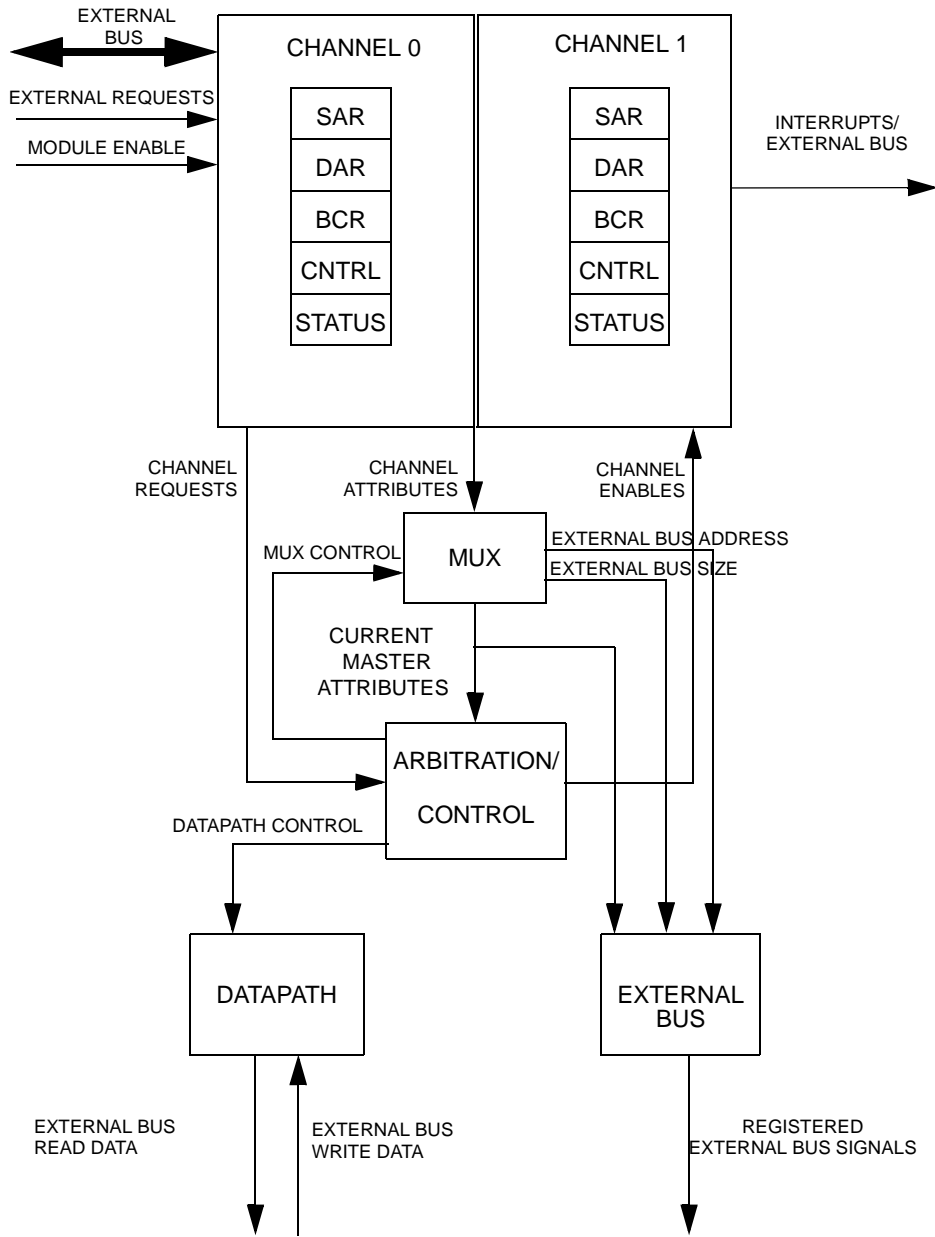 EXTERNAL
BUS
EXTERNAL REQUESTS
MODULE ENABLE
CHANNEL 0
SAR
DAR
BCR
CNTRL
STATUS
CHANNEL 1
SAR
DAR
BCR
CNTRL
STATUS
INTERRUPTS/
EXTERNAL BUS
CHANNEL
REQUESTS
CHANNEL
ATTRIBUTES
CHANNEL
ENABLES
MUX CONTROL
MUX
EXTERNAL BUS ADDRESS
EXTERNAL BUS SIZE
CURRENT
MASTER
ATTRIBUTES
ARBITRATION/
CONTROL
DATAPATH CONTROL
DATAPATH
EXTERNAL
BUS
EXTERNAL BUS
READ DATA
EXTERNAL BUS
WRITE DATA
REGISTERED
EXTERNAL BUS SIGNALS